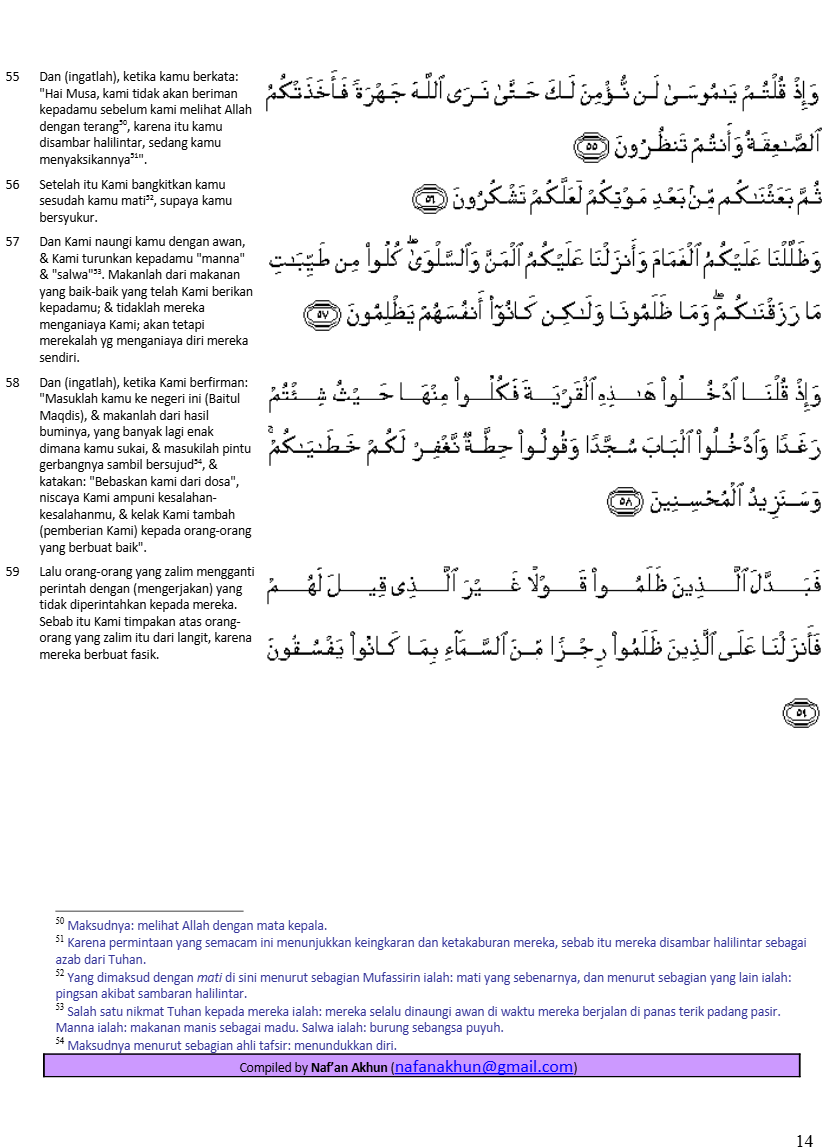 55 Dan (ingatlah), ketika kamu berkata:
"Hai Musa, kami tidak akan beriman
kepadamu sebelum kami melihat Allah
dengan terang50, karena itu kamu
disambar halilintar, sedang kamu
menyaksikannya51".
وَإِذْ قُلْتُمْ يَـٰمُوسَىٰ لَن نُّؤْمِنَ لَكَ حَتَّىٰ نَرَى ٱللَّهَ جَهْرَةً فَأَخَذَتْكُمُ
ٱلصَّـٰعِقَةُ وَأَنتُمْ تَنظُرُونَ ٥٥
56 Setelah itu Kami bangkitkan kamu
sesudah kamu mati52, supaya kamu
bersyukur.
ثُمَّ بَعَثْنَـٰكُم مِّنۢ بَعْدِ مَوْتِكُمْ لَعَلَّكُمْ تَشْكُرُونَ ٥٦
57 Dan Kami naungi kamu dengan awan,
& Kami turunkan kepadamu "manna"
& "salwa"53. Makanlah dari makanan
yang baik-baik yang telah Kami berikan
kepadamu; & tidaklah mereka
menganiaya Kami; akan tetapi
merekalah yg menganiaya diri mereka
sendiri.
وَظَلَّلْنَا عَلَيْكُمُ ٱلْغَمَامَ وَأَنزَلْنَا عَلَيْكُمُ ٱلْمَنَّ وَٱلسَّلْوَىٰ ۖ كُلُوا۟ مِن طَيِّبَـٰتِ
مَا رَزَقْنَـٰكُمْ ۖ وَمَا ظَلَمُونَا وَلَـٰكِن كَانُوٓا۟ أَنفُسَهُمْ يَظْلِمُونَ ٥٧
58 Dan (ingatlah), ketika Kami berfirman:
"Masuklah kamu ke negeri ini (Baitul
Maqdis), & makanlah dari hasil
buminya, yang banyak lagi enak
dimana kamu sukai, & masukilah pintu
gerbangnya sambil bersujud54, &
katakan: "Bebaskan kami dari dosa",
niscaya Kami ampuni kesalahan-
kesalahanmu, & kelak Kami tambah
(pemberian Kami) kepada orang-orang
yang berbuat baik".
وَإِذْ قُلْنَا ٱدْخُلُوا۟ هَـٰذِهِ ٱلْقَرْيَةَ فَكُلُوا۟ مِنْهَا حَيْثُ شِئْتُمْ
رَغَدًا وَٱدْخُلُوا۟ ٱلْبَابَ سُجَّدًا وَقُولُوا۟ حِطَّةٌ نَّغْفِرْ لَكُمْ خَطَـٰيَـٰكُمْ ۚ
وَسَنَزِيدُ ٱلْمُحْسِنِينَ ٥٨
59 Lalu orang-orang yang zalim mengganti
perintah dengan (mengerjakan) yang
tidak diperintahkan kepada mereka.
Sebab itu Kami timpakan atas orang-
orang yang zalim itu dari langit, karena
mereka berbuat fasik.
فَبَدَّلَ ٱلَّذِينَ ظَلَمُوا۟ قَوْلًا غَيْرَ ٱلَّذِى قِيلَ لَهُمْ
فَأَنزَلْنَا عَلَى ٱلَّذِينَ ظَلَمُوا۟ رِجْزًا مِّنَ ٱلسَّمَآءِ بِمَا كَانُوا۟ يَفْسُقُونَ
٥٩
50 Maksudnya: melihat Allah dengan mata kepala.
51 Karena permintaan yang semacam ini menunjukkan keingkaran dan ketakaburan mereka, sebab itu mereka disambar halilintar sebagai
azab dari Tuhan.
52 Yang dimaksud dengan mati di sini menurut sebagian Mufassirin ialah: mati yang sebenarnya, dan menurut sebagian yang lain ialah:
pingsan akibat sambaran halilintar.
53 Salah satu nikmat Tuhan kepada mereka ialah: mereka selalu dinaungi awan di waktu mereka berjalan di panas terik padang pasir.
Manna ialah: makanan manis sebagai madu. Salwa ialah: burung sebangsa puyuh.
54 Maksudnya menurut sebagian ahli tafsir: menundukkan diri.
Compiled by Naf’an Akhun (nafanakhun@gmail.com)
14